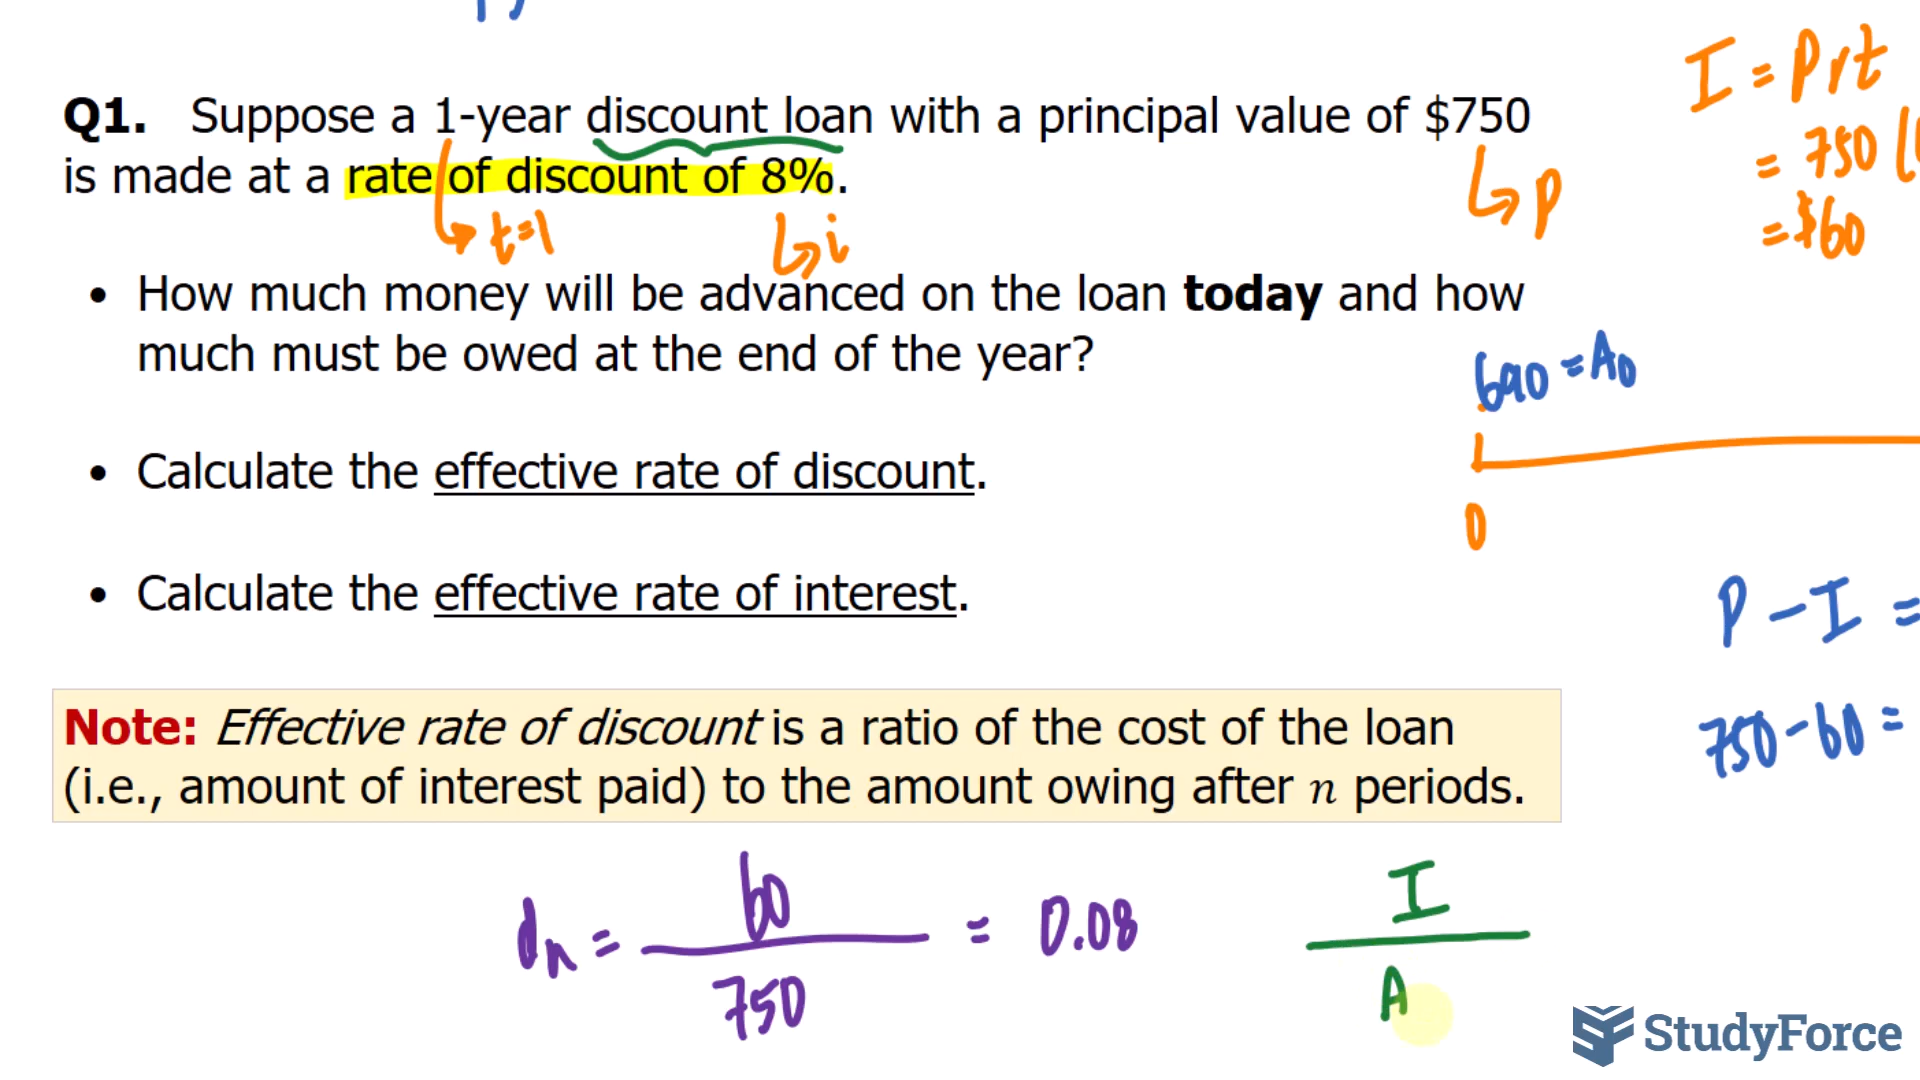 Q1. Suppose a 1-year discount loan with a principal value of $750
is made at a rate of discount of 8%.
t=1
i
p
I = Prt
= 750 (
= $60
• How much money will be advanced on the loan today and how
much must be owed at the end of the year?
690 = A0
0
• Calculate the effective rate of discount.
• Calculate the effective rate of interest.
P - I =
750 - 60 =
Note: Effective rate of discount is a ratio of the cost of the loan
(i.e., amount of interest paid) to the amount owing after n periods.
dn = 60 / 750 = 0.08
I
A
StudyForce